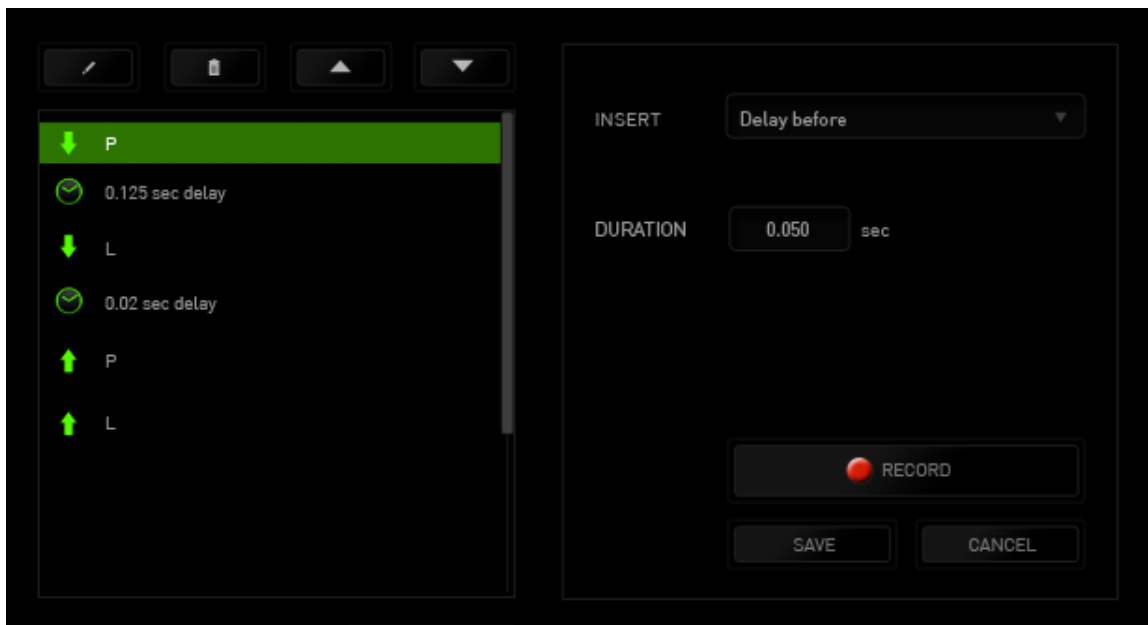 P
0.125 sec delay
L
0.02 sec delay
P
L
INSERT Delay before
DURATION 0.050 sec
RECORD
SAVE CANCEL